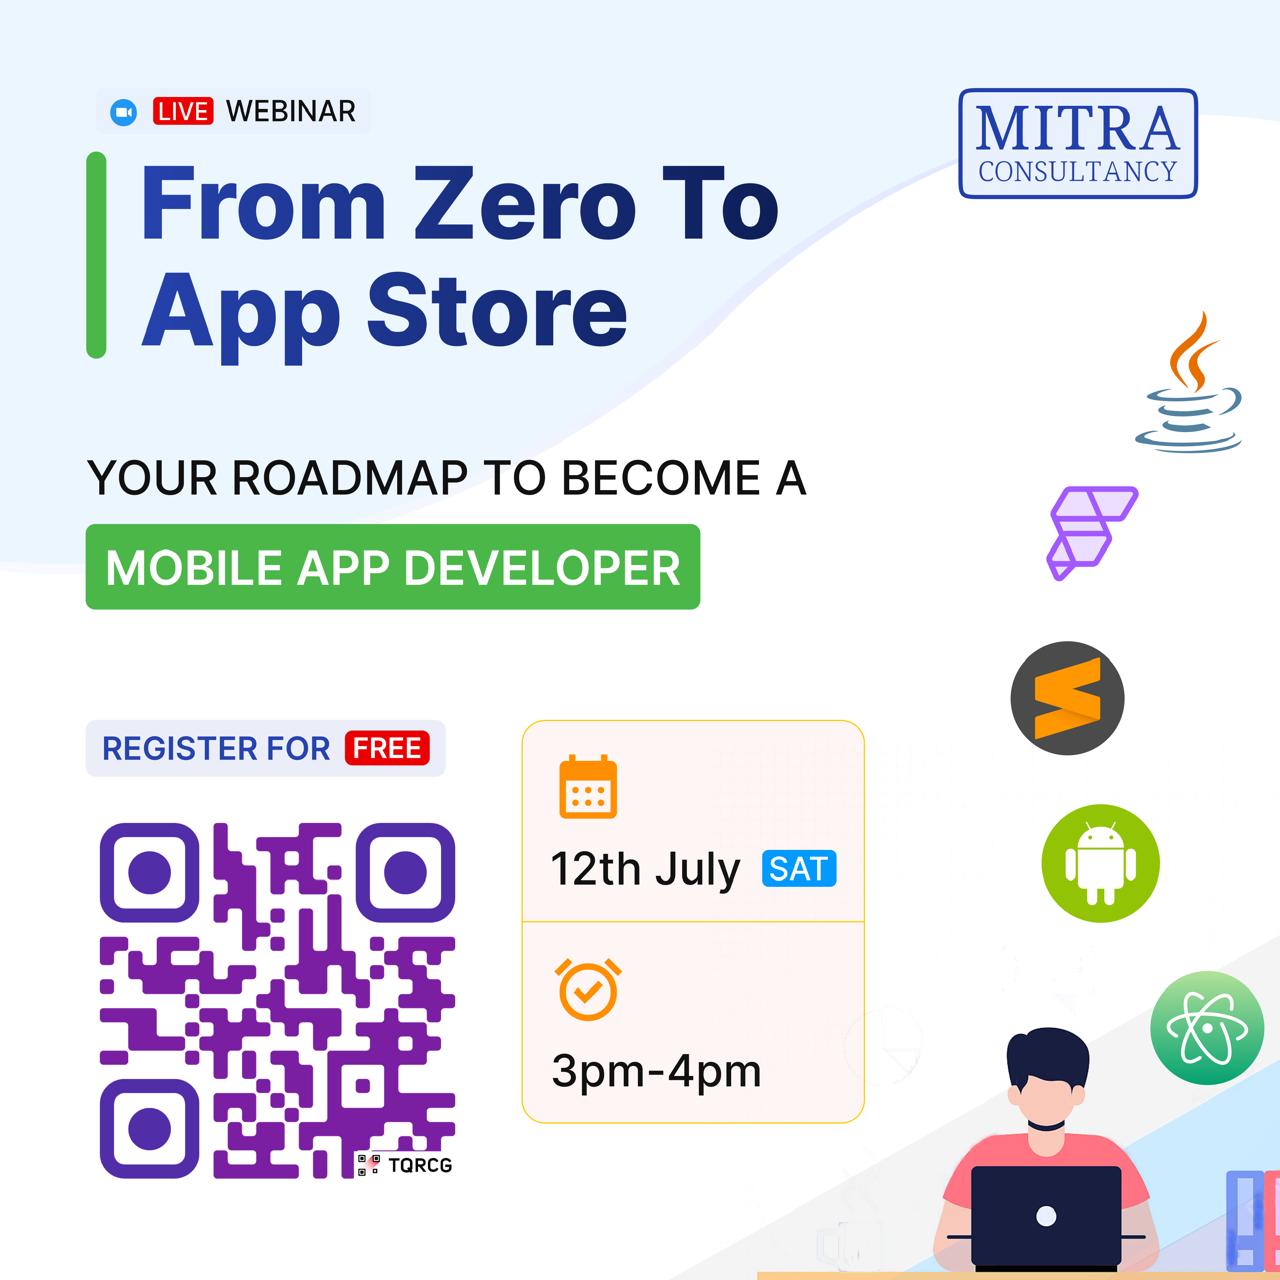 LIVE WEBINAR
MITRA
CONSULTANCY
From Zero To
App Store
YOUR ROADMAP TO BECOME A
MOBILE APP DEVELOPER
REGISTER FOR FREE
12th July SAT
3pm-4pm
TQRCG